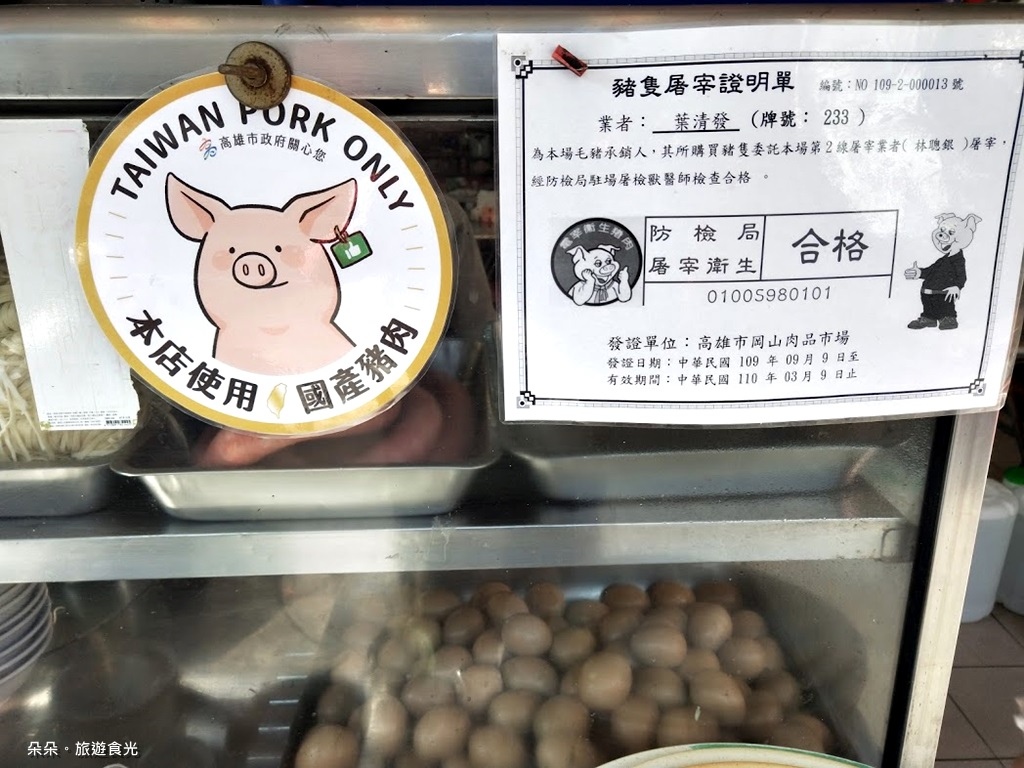 TAIWAN PORK ONLY
高雄市政府關心您
本店使用 國產豬肉
豬隻屠宰證明單 編號：NO 109-2-000013 號
業者： 葉清發 (牌號： 233 )
為本場毛豬承銷人，其所購買豬隻委託本場第2線屠宰業者( 林聰銀 )屠宰，
經防檢局駐場屠檢獸醫師檢查合格 。
屠宰衛生豬肉
防檢局
屠宰衛生
合格
01005980101
發證單位：高雄市岡山肉品市場
發證日期：中華民國 109 年 09 月 9 日至
有效期間：中華民國 110 年 03 月 9 日止
朵朵。旅遊食光